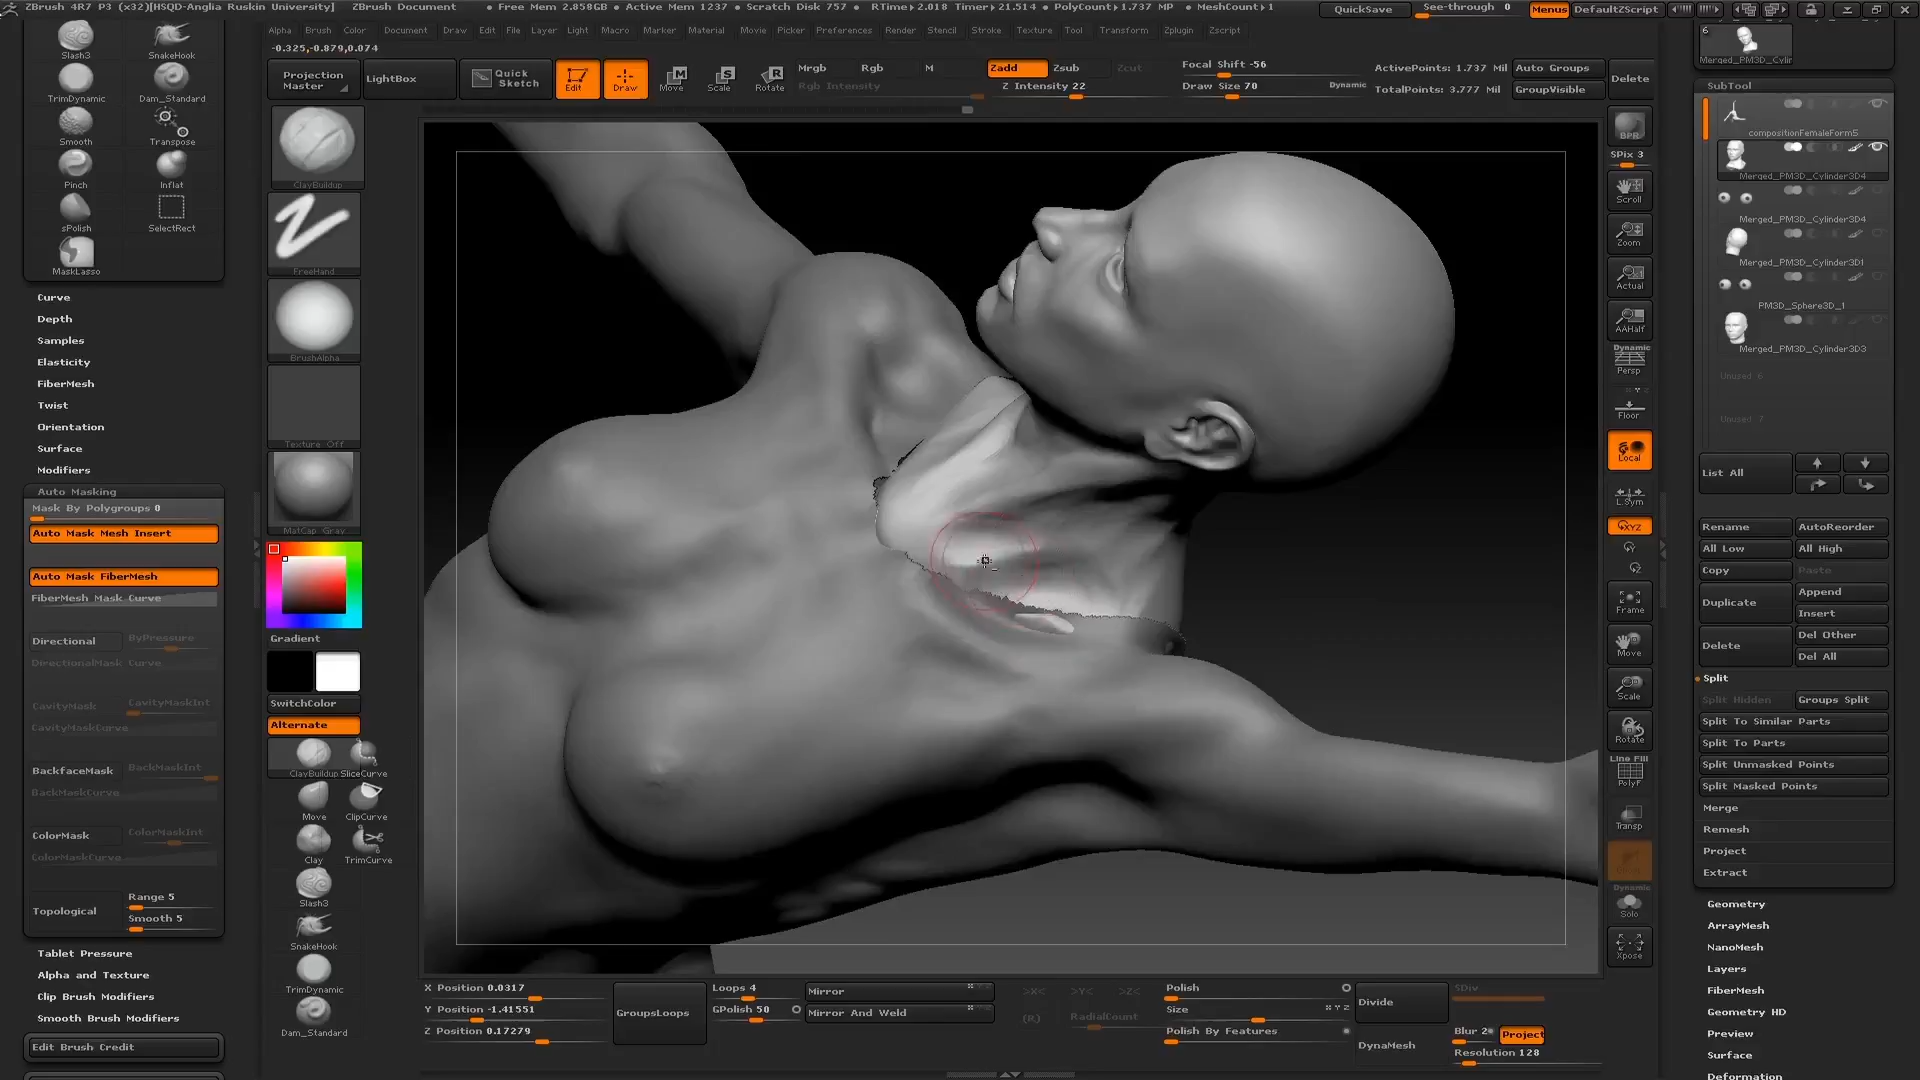 ZBrush 4R7 P3 (x32)[HSQD-Anglia Ruskin University] ZBrush Document • Free Mem 2.858GB • Active Mem 1237 • Scratch Disk 757 • RTime▸2.018 Timer▸21.514 • PolyCount▸1.737 MP • MeshCount▸1 QuickSave See-through 0 Menus DefaultZScript
Alpha Brush Color Document Draw Edit File Layer Light Macro Marker Material Movie Picker Preferences Render Stencil Stroke Texture Tool Transform Zplugin Zscript
-0.325,-0.879,0.074
Projection Master
LightBox
Quick Sketch
Edit
Draw
Move
Scale
Rotate
Mrgb Rgb M
Rgb Intensity
Zadd Zsub Zcut
Z Intensity 22
Focal Shift -56
Draw Size 70 Dynamic
ActivePoints: 1.737 Mil
TotalPoints: 3.777 Mil
Auto Groups
GroupVisible
Delete
Slash3 SnakeHook
TrimDynamic Dam_Standard
Smooth Transpose
Pinch Inflat
sPolish SelectRect
MaskLasso
Curve
Depth
Samples
Elasticity
FiberMesh
Twist
Orientation
Surface
Modifiers
Auto Masking
Mask By Polygroups 0
Auto Mask Mesh Insert
Auto Mask FiberMesh
FiberMesh Mask Curve
Directional ByPressure
DirectionalMask Curve
CavityMask CavityMaskInt
CavityMaskCurve
BackfaceMask BackMaskInt
BackMaskCurve
ColorMask ColorMaskInt
ColorMaskCurve
Topological
Range 5
Smooth 5
Tablet Pressure
Alpha and Texture
Clip Brush Modifiers
Smooth Brush Modifiers
Edit Brush Credit
ClayBuildup
FreeHand
BrushAlpha
Texture Off
MatCap Gray
Gradient
SwitchColor
Alternate
ClayBuildup SliceCurve
Move ClipCurve
Clay TrimCurve
Slash3
SnakeHook
TrimDynamic
Dam_Standard
BPR
SPix 3
Scroll
Zoom
Actual
AAHalf
Dynamic
Persp
Floor
Local
L.Sym
XYZ
Frame
Move
Scale
Rotate
Line Fill
PolyF
Transp
Dynamic
Solo
Xpose
6
Merged_PM3D_Cylin
SubTool
compositionFemaleForm5
Merged_PM3D_Cylinder3D4
Merged_PM3D_Cylinder3D4
Merged_PM3D_Cylinder3D1
PM3D_Sphere3D_1
Merged_PM3D_Cylinder3D3
Unused 6
Unused 7
List All
Rename AutoReorder
All Low All High
Copy Paste
Duplicate
Append
Insert
Delete
Del Other
Del All
Split
Split Hidden Groups Split
Split To Similar Parts
Split To Parts
Split Unmasked Points
Split Masked Points
Merge
Remesh
Project
Extract
Geometry
ArrayMesh
NanoMesh
Layers
FiberMesh
Geometry HD
Preview
Surface
Deformation
X Position 0.0317
Y Position -1.41551
Z Position 0.17279
GroupsLoops
Loops 4
GPolish 50
Mirror
Mirror And Weld
>X< >Y< >Z<
(R) RadialCount
Polish
Size X Y Z
Polish By Features
Divide
DynaMesh
SDiv
Blur 2
Project
Resolution 128